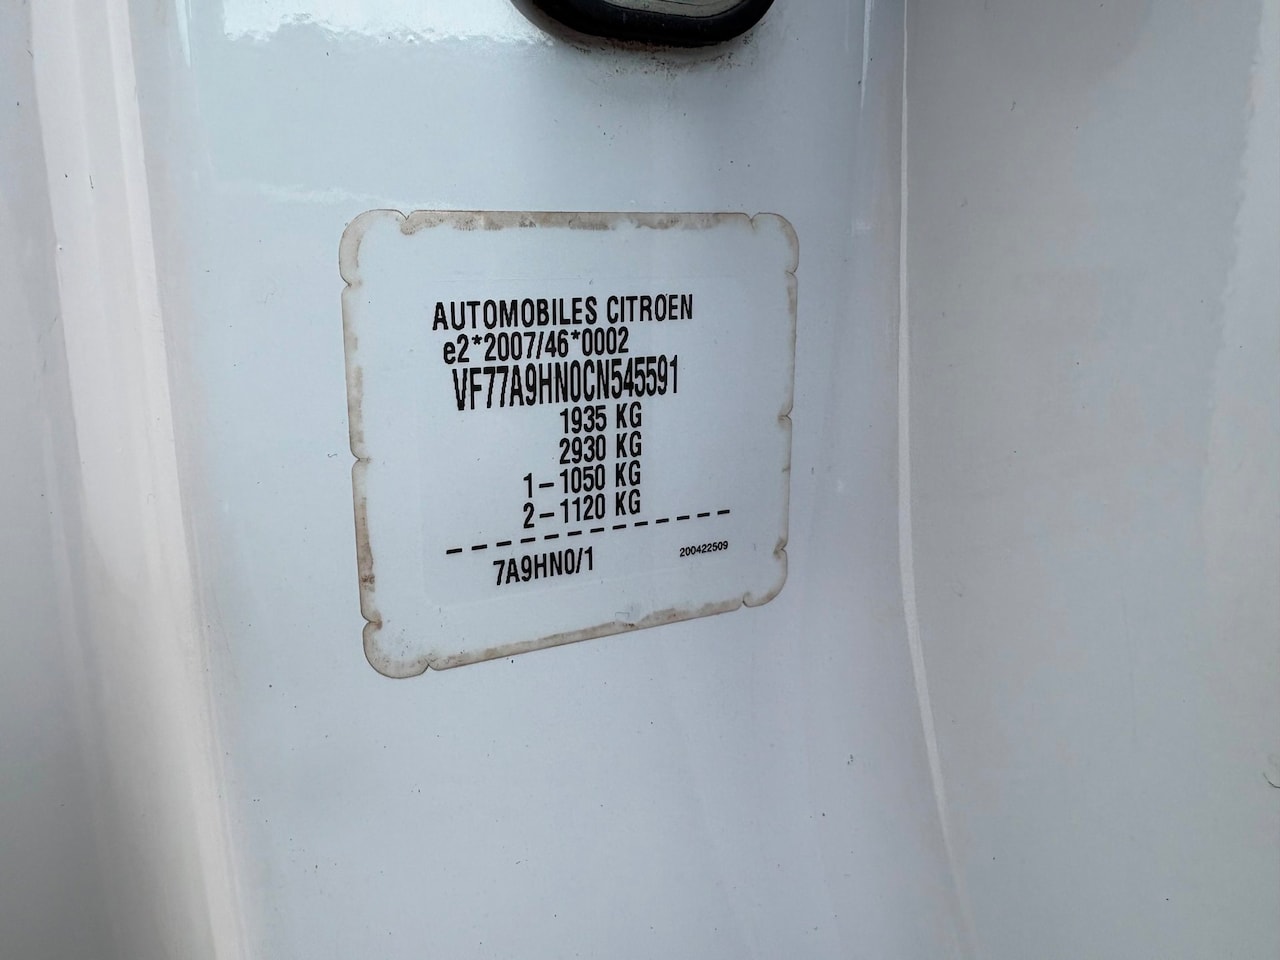 AUTOMOBILES CITROËN
e2*2007/46*0002
VF77A9HN0CN545591
1935 KG
2930 KG
1-1050 KG
2-1120 KG
7A9HN0/1
200422509